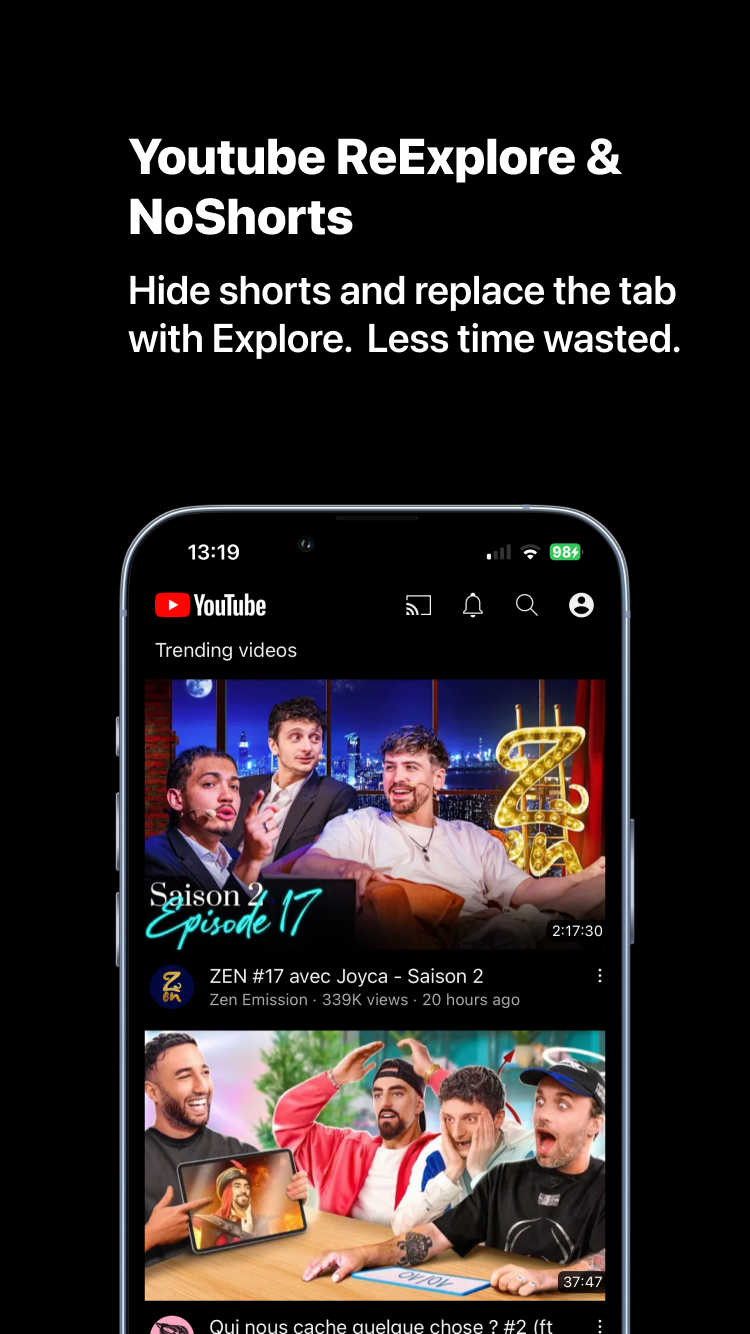 Youtube ReExplore &
NoShorts
Hide shorts and replace the tab
with Explore.  Less time wasted.
13:19
98
YouTube
Trending videos
Zen
Saison 2
Episode 17
2:17:30
Zen
ZEN #17 avec Joyca - Saison 2
Zen Emission · 339K views · 20 hours ago
37:47
Qui nous cache quelque chose ? #2 (ft